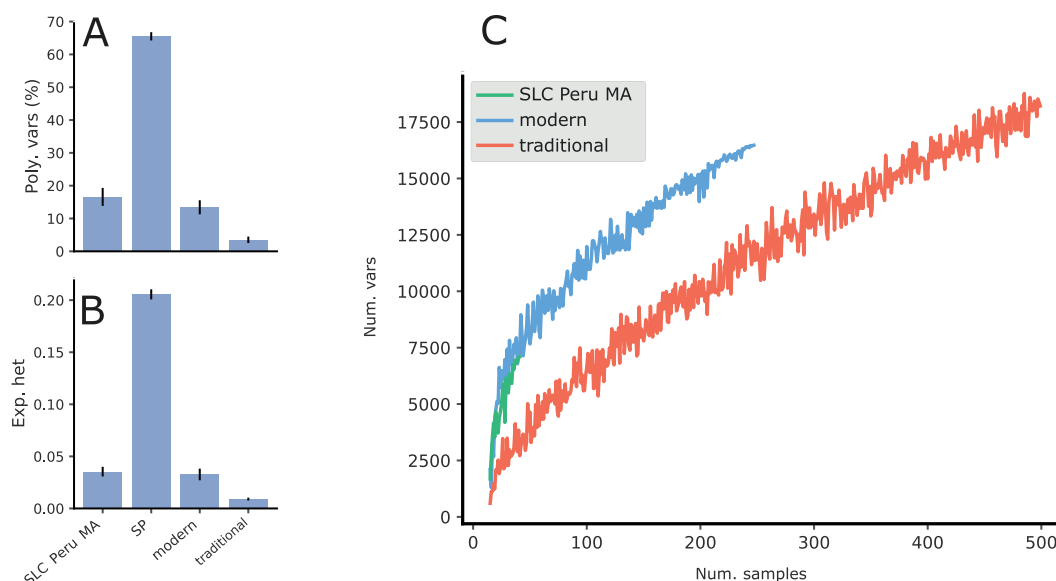 A
Poly. vars (%)
70
60
50
40
30
20
10
0
B
Exp. het
0.20
0.15
0.10
0.05
0.00
SLC Peru MA
SP
modern
traditional
C
SLC Peru MA
modern
traditional
Num. vars
17500
15000
12500
10000
7500
5000
2500
0
0 100 200 300 400 500
Num. samples